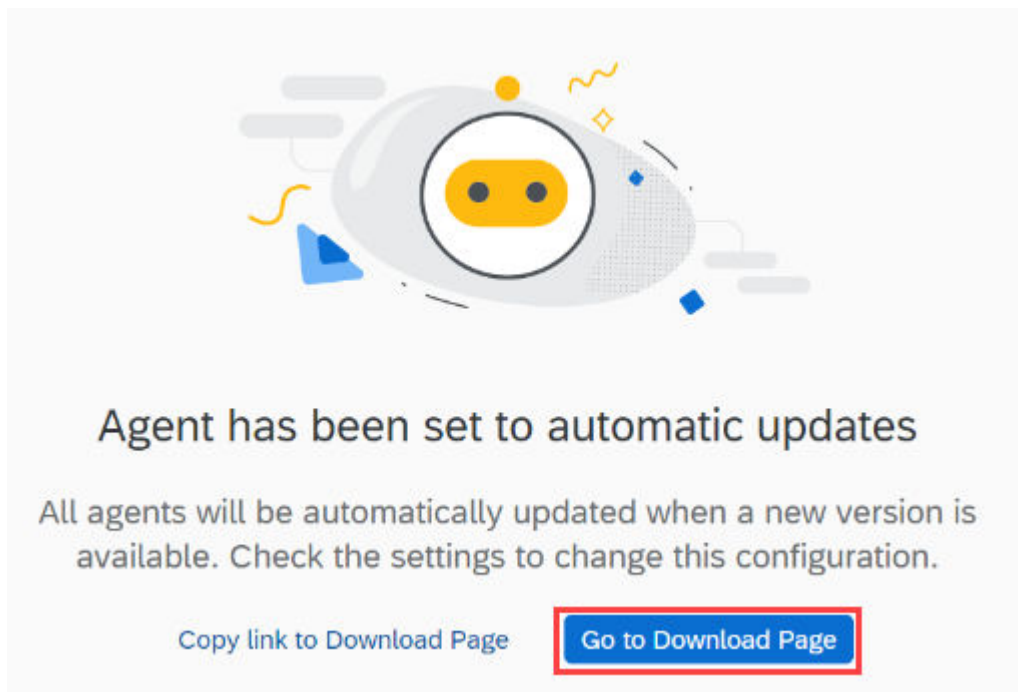 Agent has been set to automatic updates
All agents will be automatically updated when a new version is
available. Check the settings to change this configuration.
Copy link to Download Page
Go to Download Page